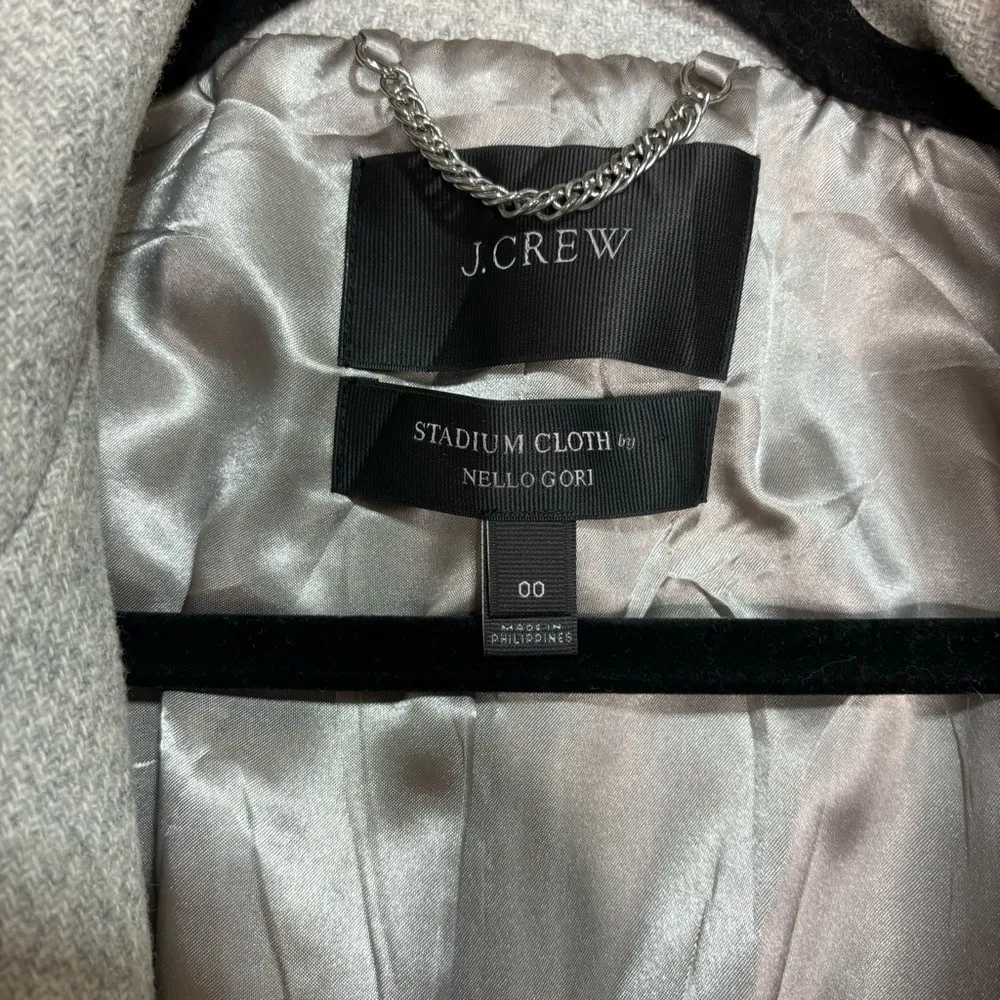 J.CREW
STADIUM CLOTH by
NELLO GORI
00
MADE IN
PHILIPPINES